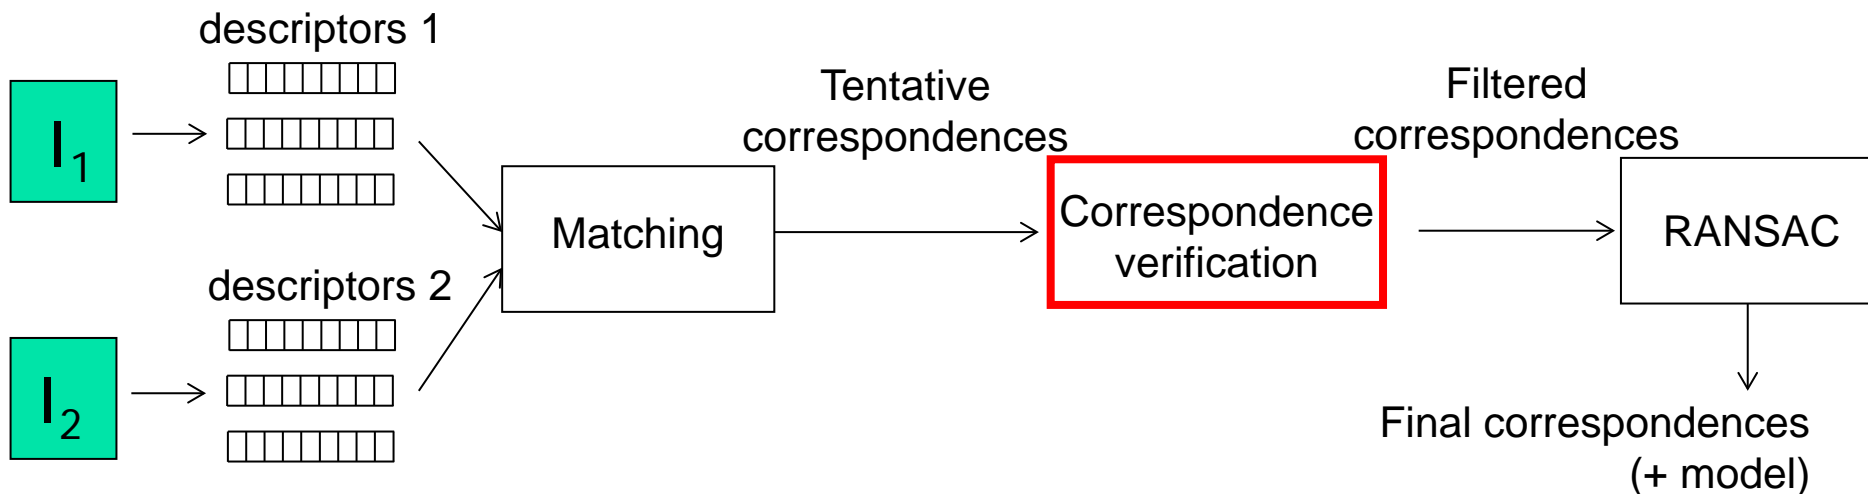 descriptors 1
I1
descriptors 2
I2
Matching
Tentative
correspondences
Correspondence
verification
Filtered
correspondences
RANSAC
Final correspondences
(+ model)